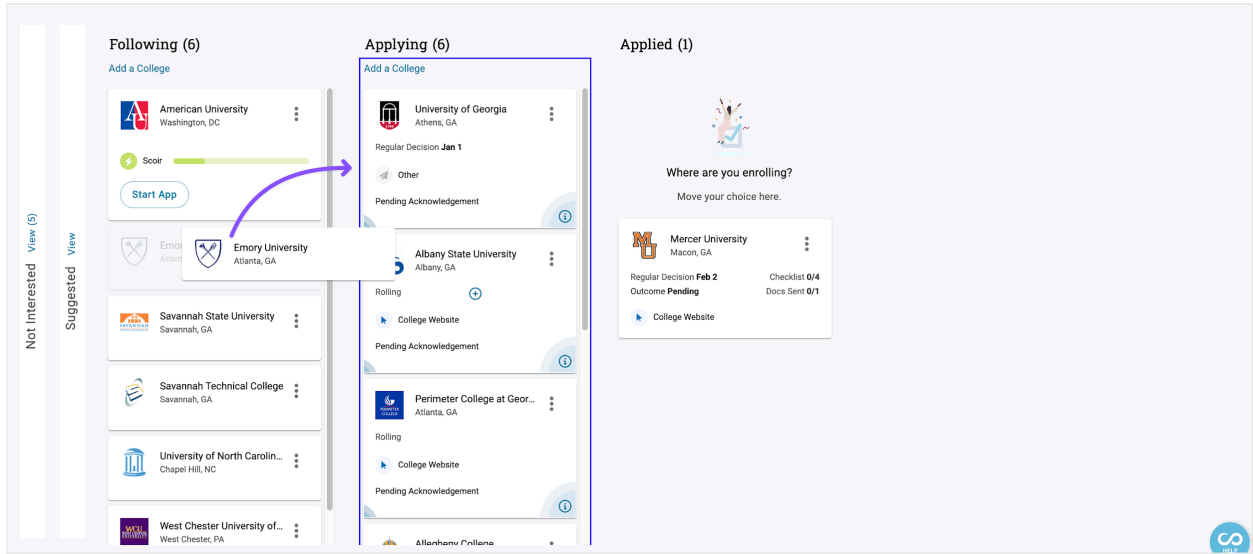 Not Interested View (5)
Suggested View
Following (6)
Add a College
American University
Washington, DC
Scoir
Start App
Emory University
Atlanta, GA
Savannah State University
Savannah, GA
Savannah Technical College
Savannah, GA
University of North Carolin...
Chapel Hill, NC
WCU
West Chester University of...
West Chester, PA
Applying (6)
Add a College
University of Georgia
Athens, GA
Regular Decision Jan 1
Other
Pending Acknowledgement
Albany State University
Albany, GA
Rolling
College Website
Pending Acknowledgement
PERIMETER
COLLEGE
Perimeter College at Geor...
Atlanta, GA
Rolling
College Website
Pending Acknowledgement
Allegheny College
Applied (1)
Where are you enrolling?
Move your choice here.
MU
Mercer University
Macon, GA
Regular Decision Feb 2
Checklist 0/4
Outcome Pending
Docs Sent 0/1
College Website
HELP